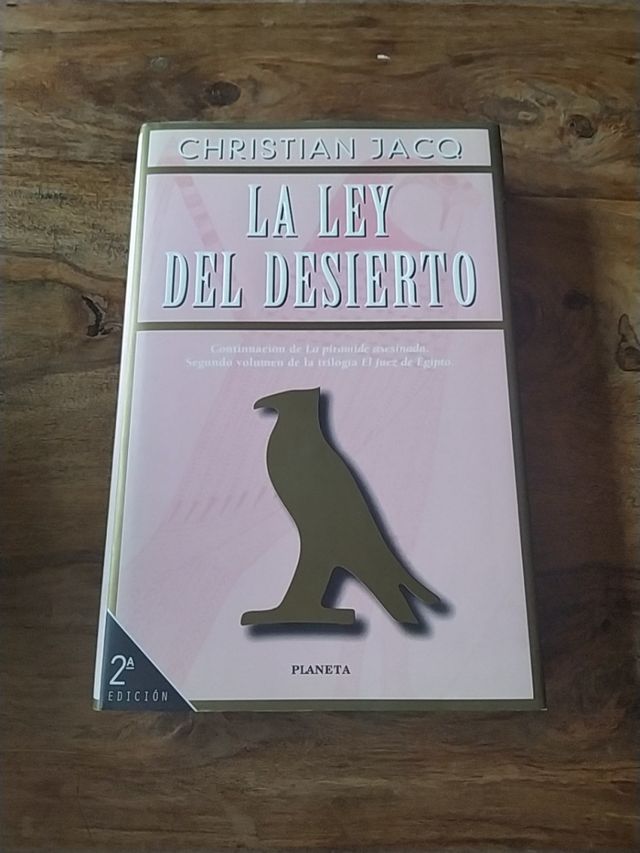 CHRISTIAN JACQ
LA LEY
DEL DESIERTO
Continuación de La pirámide asesinada.
Segundo volumen de la trilogía El Juez de Egipto.
PLANETA
2ª
EDICIÓN